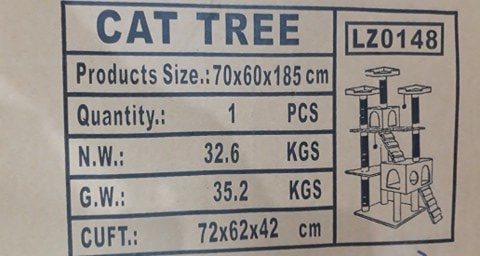 CAT TREE
LZ0148
Products Size.:70x60x185 cm
Quantity.: 1 PCS
N.W.: 32.6 KGS
G.W.: 35.2 KGS
CUFT.: 72x62x42 cm